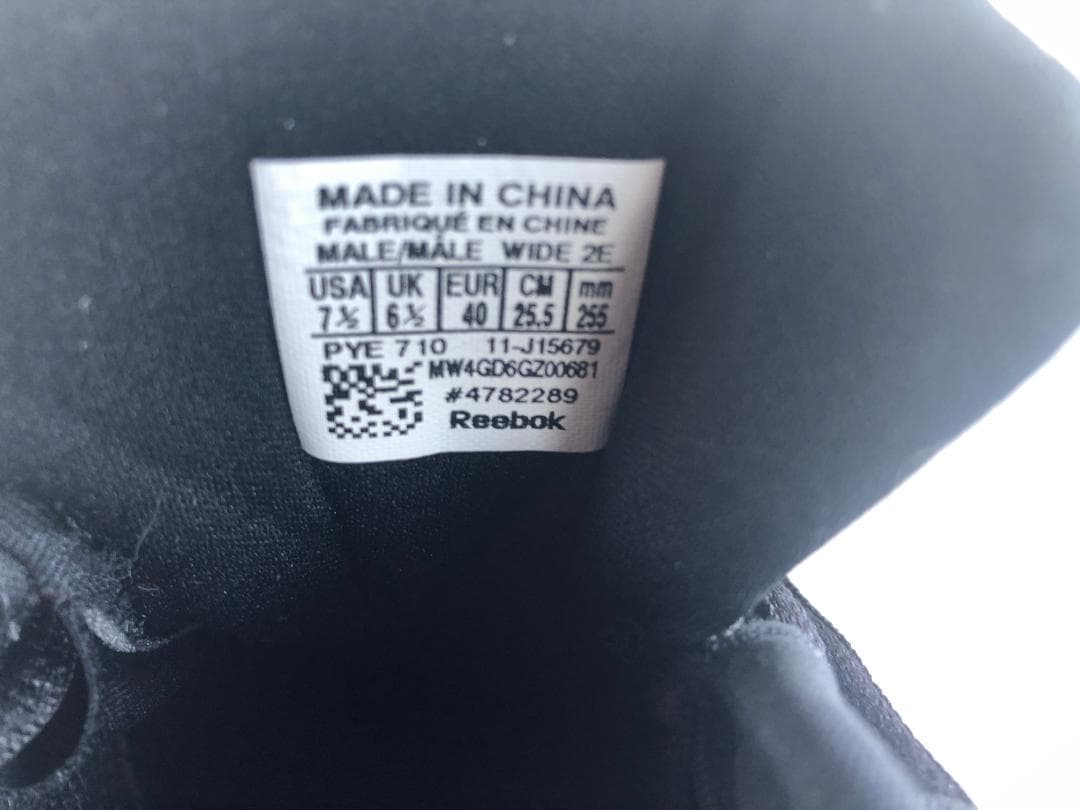 MADE IN CHINA
FABRIQUÉ EN CHINE
MALE/MÂLE WIDE 2E
USA UK EUR CM mm
7½ 6½ 40 25.5 255
PYE 710 11-J15679
MW4GD6GZ00681
#4782289
Reebok